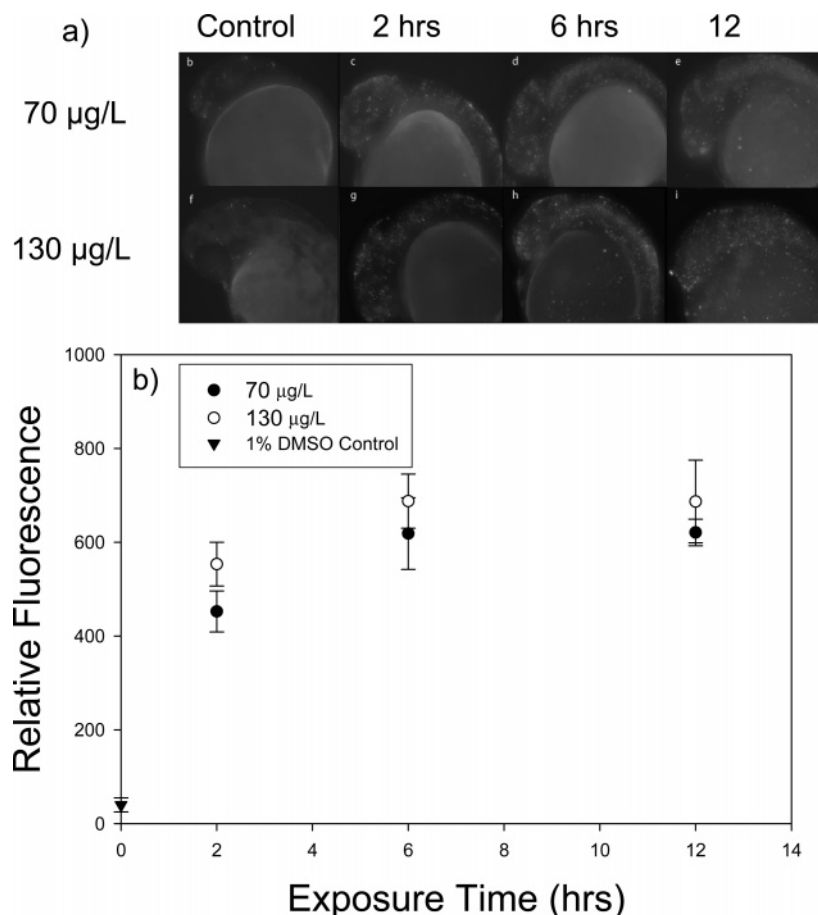 a) Control 2 hrs 6 hrs 12
70 µg/L
b c d e
130 µg/L
f g h i
b)
70 µg/L
130 µg/L
1% DMSO Control
Relative Fluorescence
1000
800
600
400
200
0
0 2 4 6 8 10 12 14
Exposure Time (hrs)